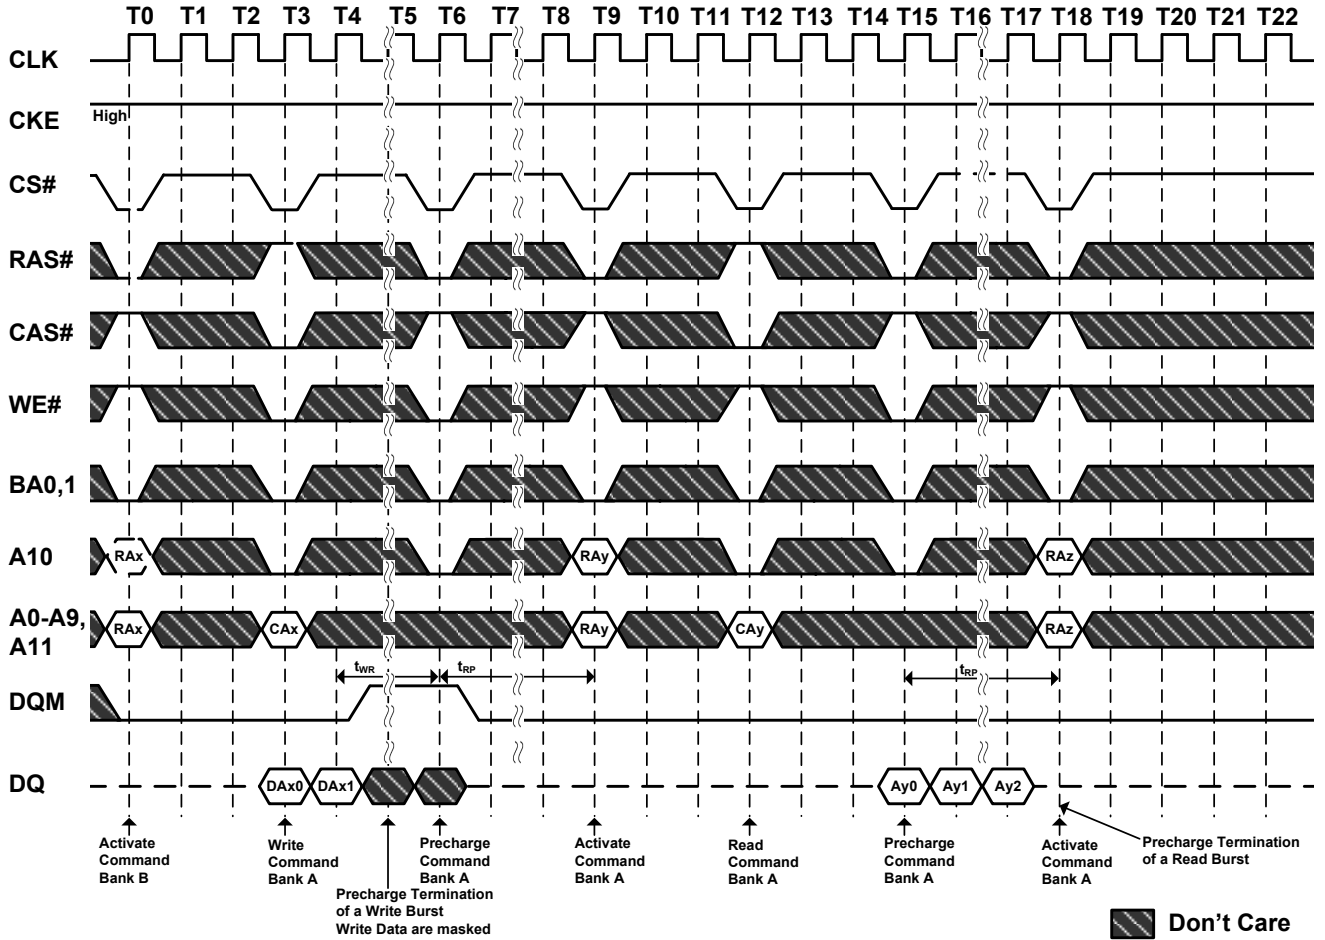 T0 T1 T2 T3 T4 T5 T6 T7 T8 T9 T10 T11 T12 T13 T14 T15 T16 T17 T18 T19 T20 T21 T22
CLK
CKE High
CS#
RAS#
CAS#
WE#
BA0,1
A10 RAx RAy RAz
A0-A9,
A11
RAx CAx RAy CAy RAz
tWR tRP tRP
DQM
DQ DAx0 DAx1 Ay0 Ay1 Ay2
Activate
Command
Bank B
Write
Command
Bank A
Precharge Termination
of a Write Burst
Write Data are masked
Precharge
Command
Bank A
Activate
Command
Bank A
Read
Command
Bank A
Precharge
Command
Bank A
Activate
Command
Bank A
Precharge Termination
of a Read Burst
Don't Care